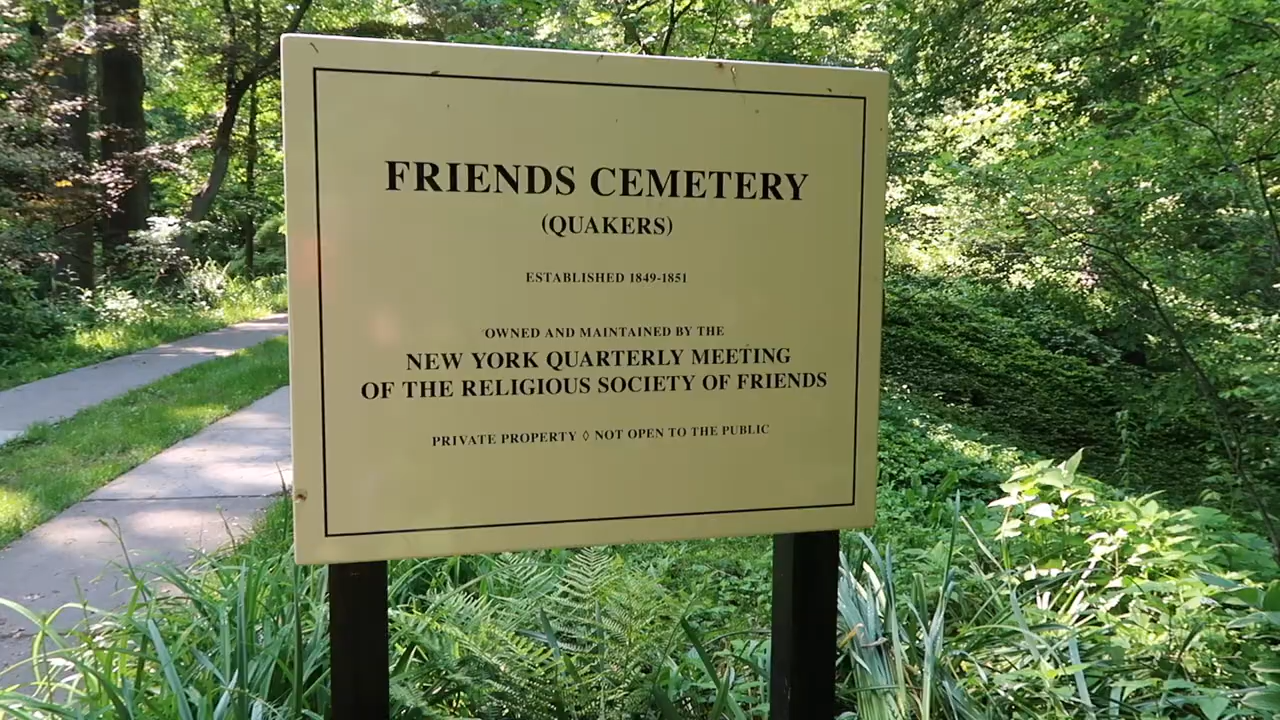 FRIENDS CEMETERY
(QUAKERS)
ESTABLISHED 1849-1851
OWNED AND MAINTAINED BY THE
NEW YORK QUARTERLY MEETING
OF THE RELIGIOUS SOCIETY OF FRIENDS
PRIVATE PROPERTY ◊ NOT OPEN TO THE PUBLIC